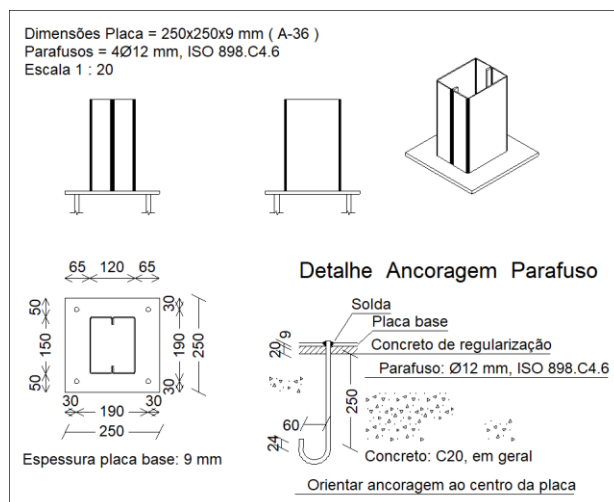 Dimensões Placa = 250x250x9 mm ( A-36 )
Parafusos = 4Ø12 mm, ISO 898.C4.6
Escala 1 : 20
65 120 65
50
150
50
30
190
30
250
30 30
190
250
Espessura placa base: 9 mm
Detalhe Ancoragem Parafuso
Solda
Placa base
Concreto de regularização
Parafuso: Ø12 mm, ISO 898.C4.6
20 9
250
60
24
Concreto: C20, em geral
Orientar ancoragem ao centro da placa